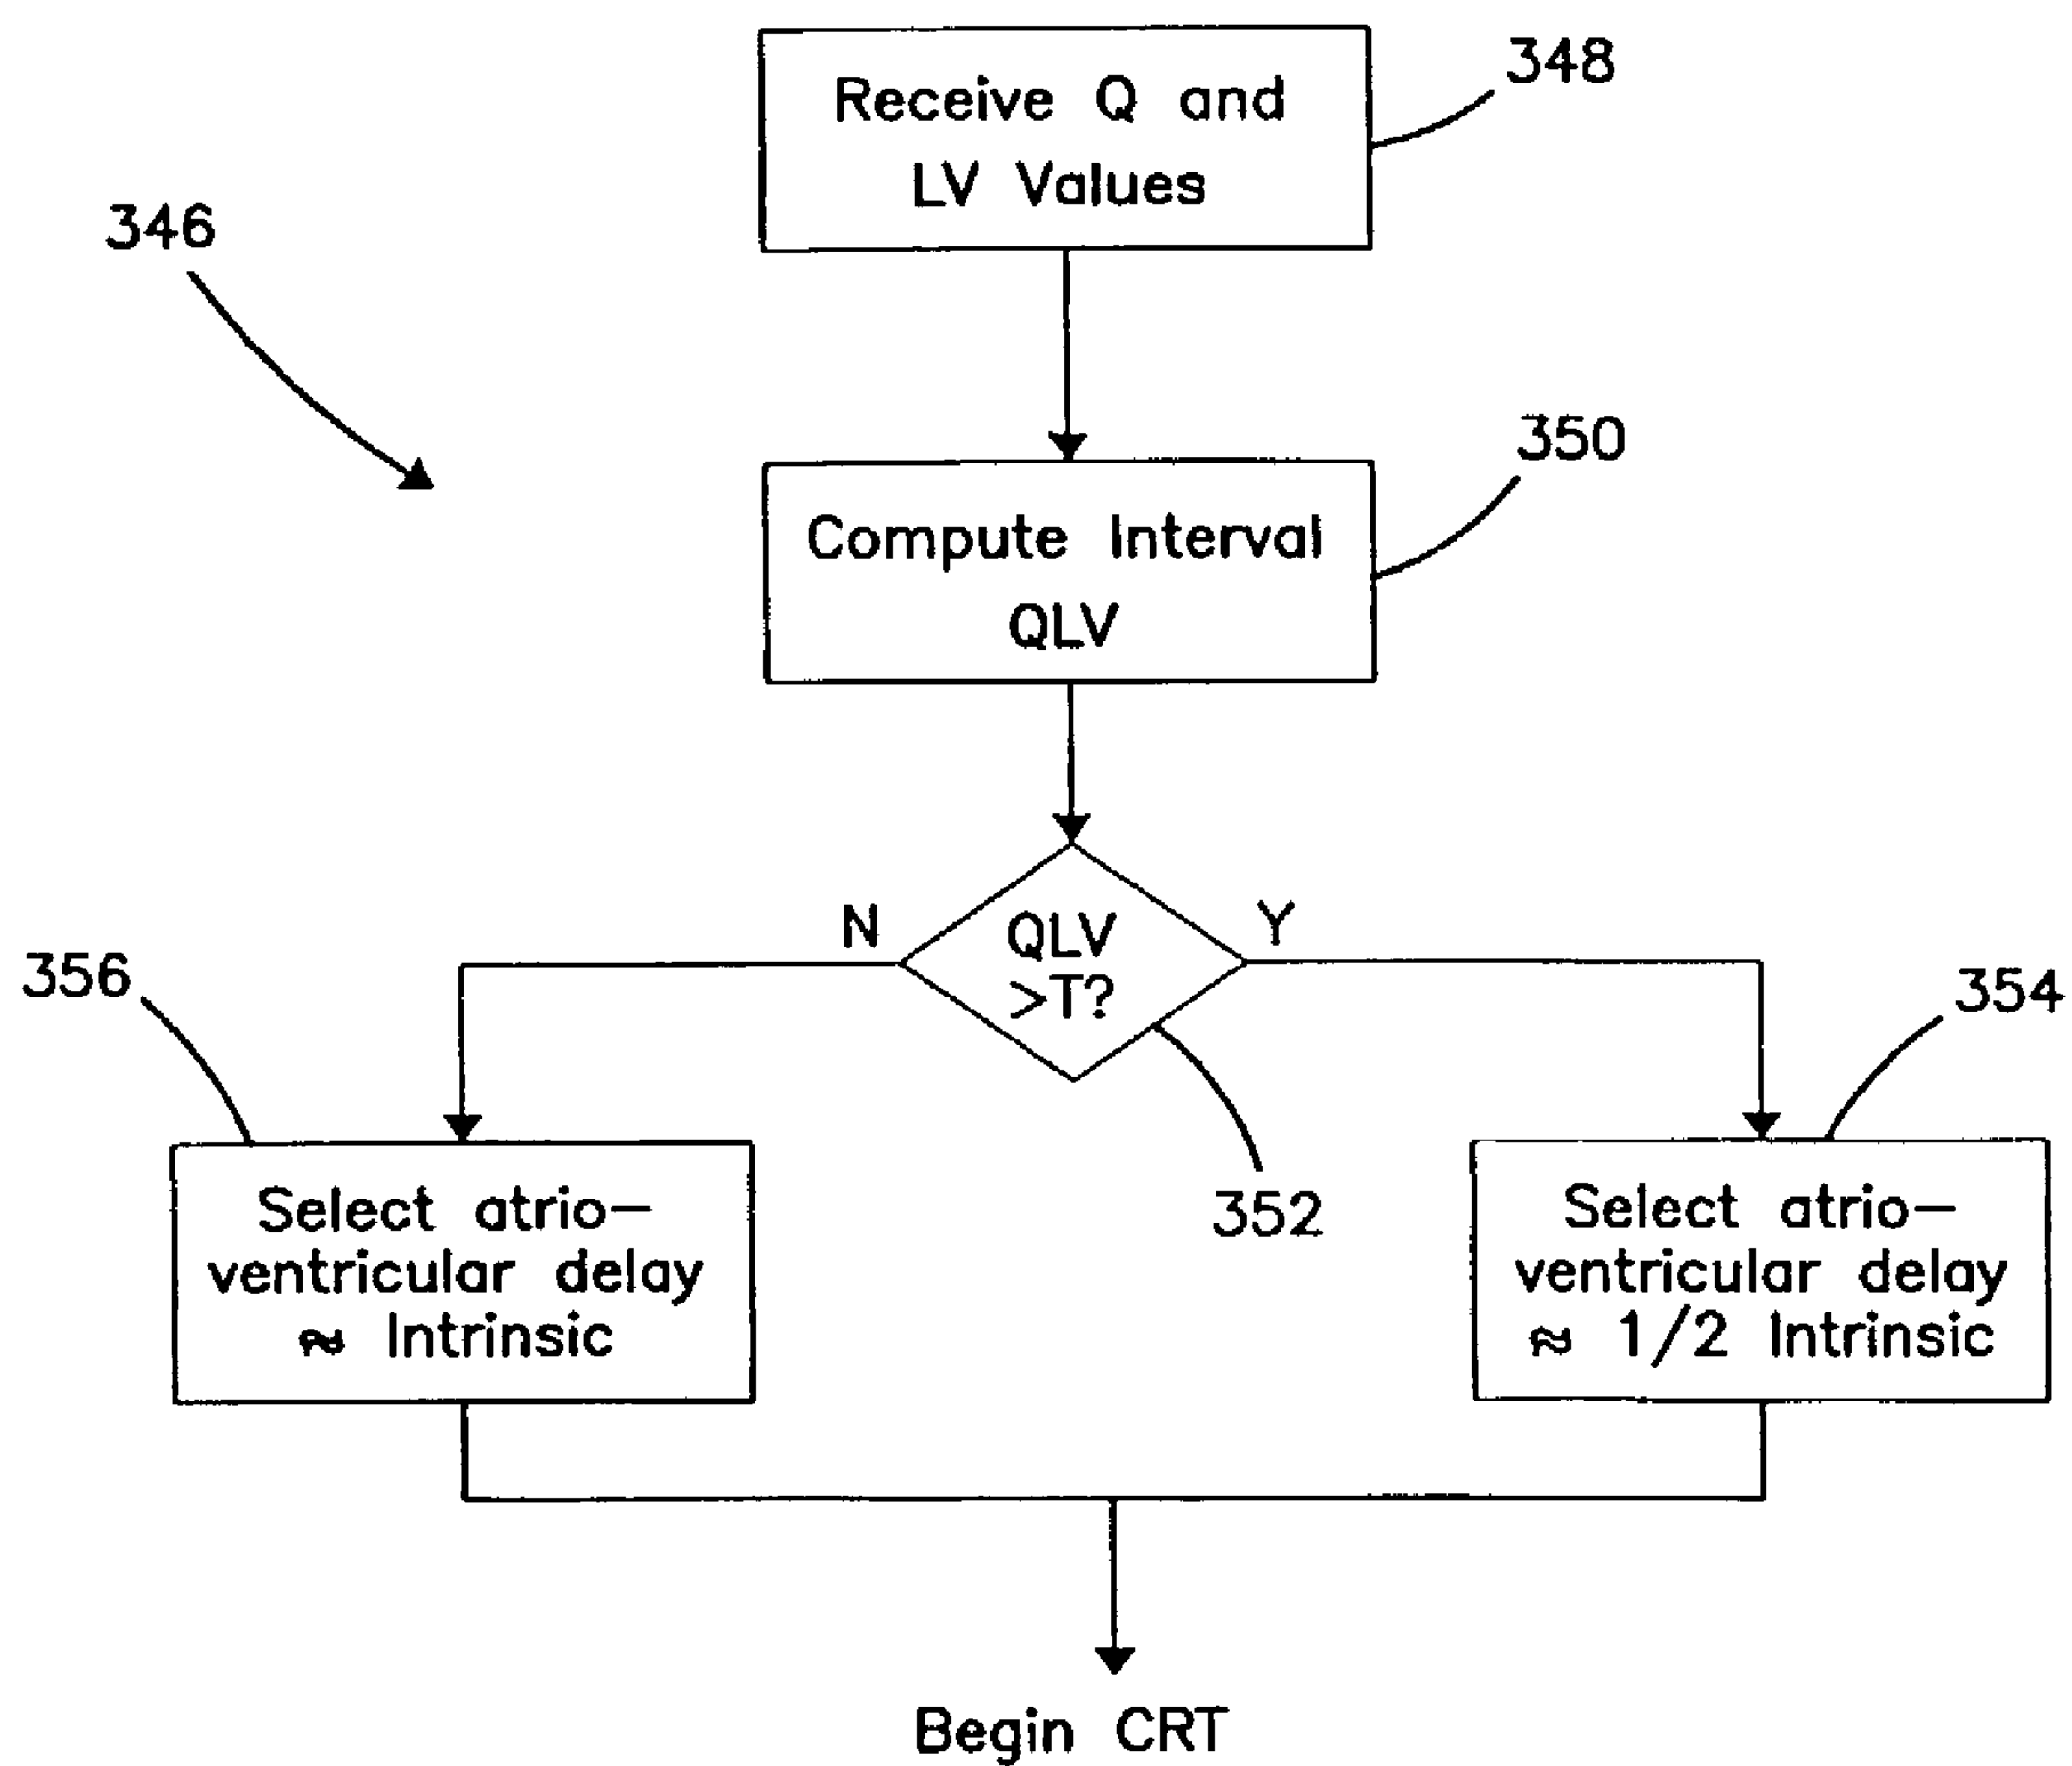 348
Receive Q and
LV Values
346
350
Compute Interval
QLV
N
Y
QLV
>T?
356
354
352
Select atrio-
ventricular delay
≈ Intrinsic
Select atrio-
ventricular delay
≈ 1/2 Intrinsic
Begin CRT